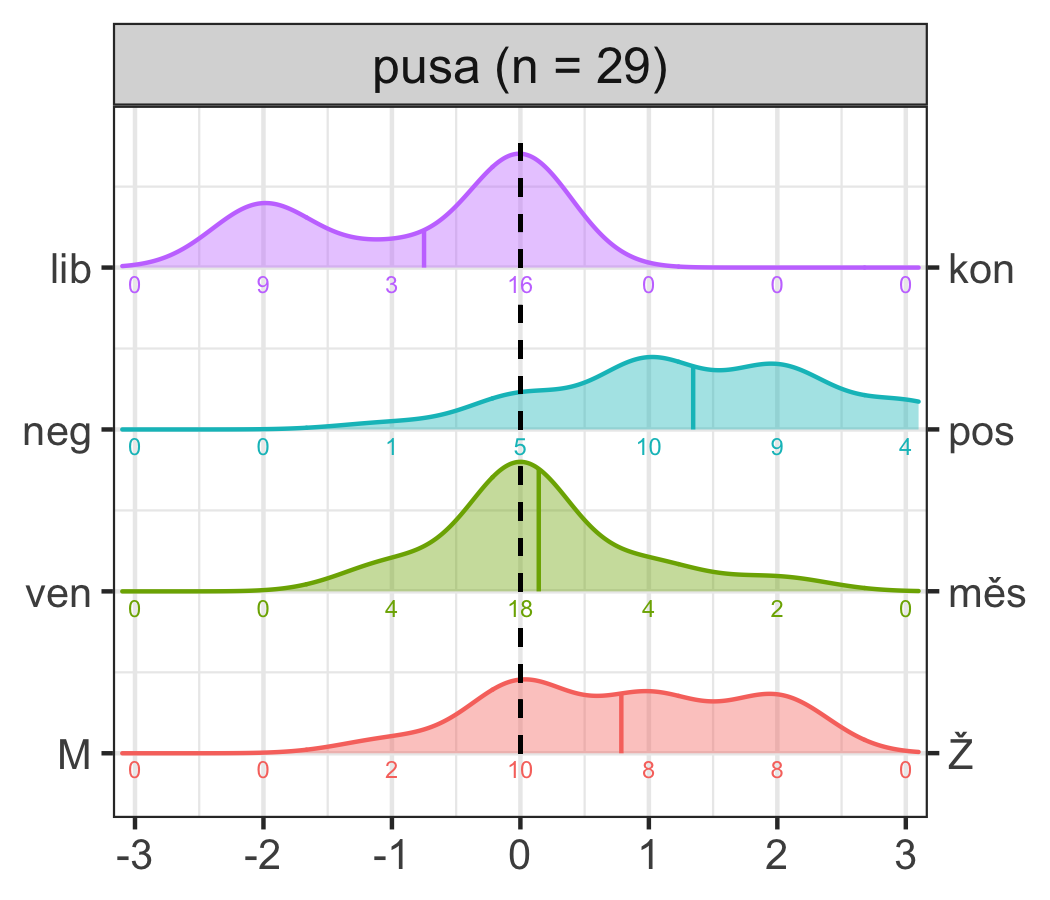 pusa (n = 29)
lib kon
0 9 3 16 0 0 0
neg pos
0 0 1 5 10 9 4
ven měs
0 0 4 18 4 2 0
M Ž
0 0 2 10 8 8 0
-3 -2 -1 0 1 2 3